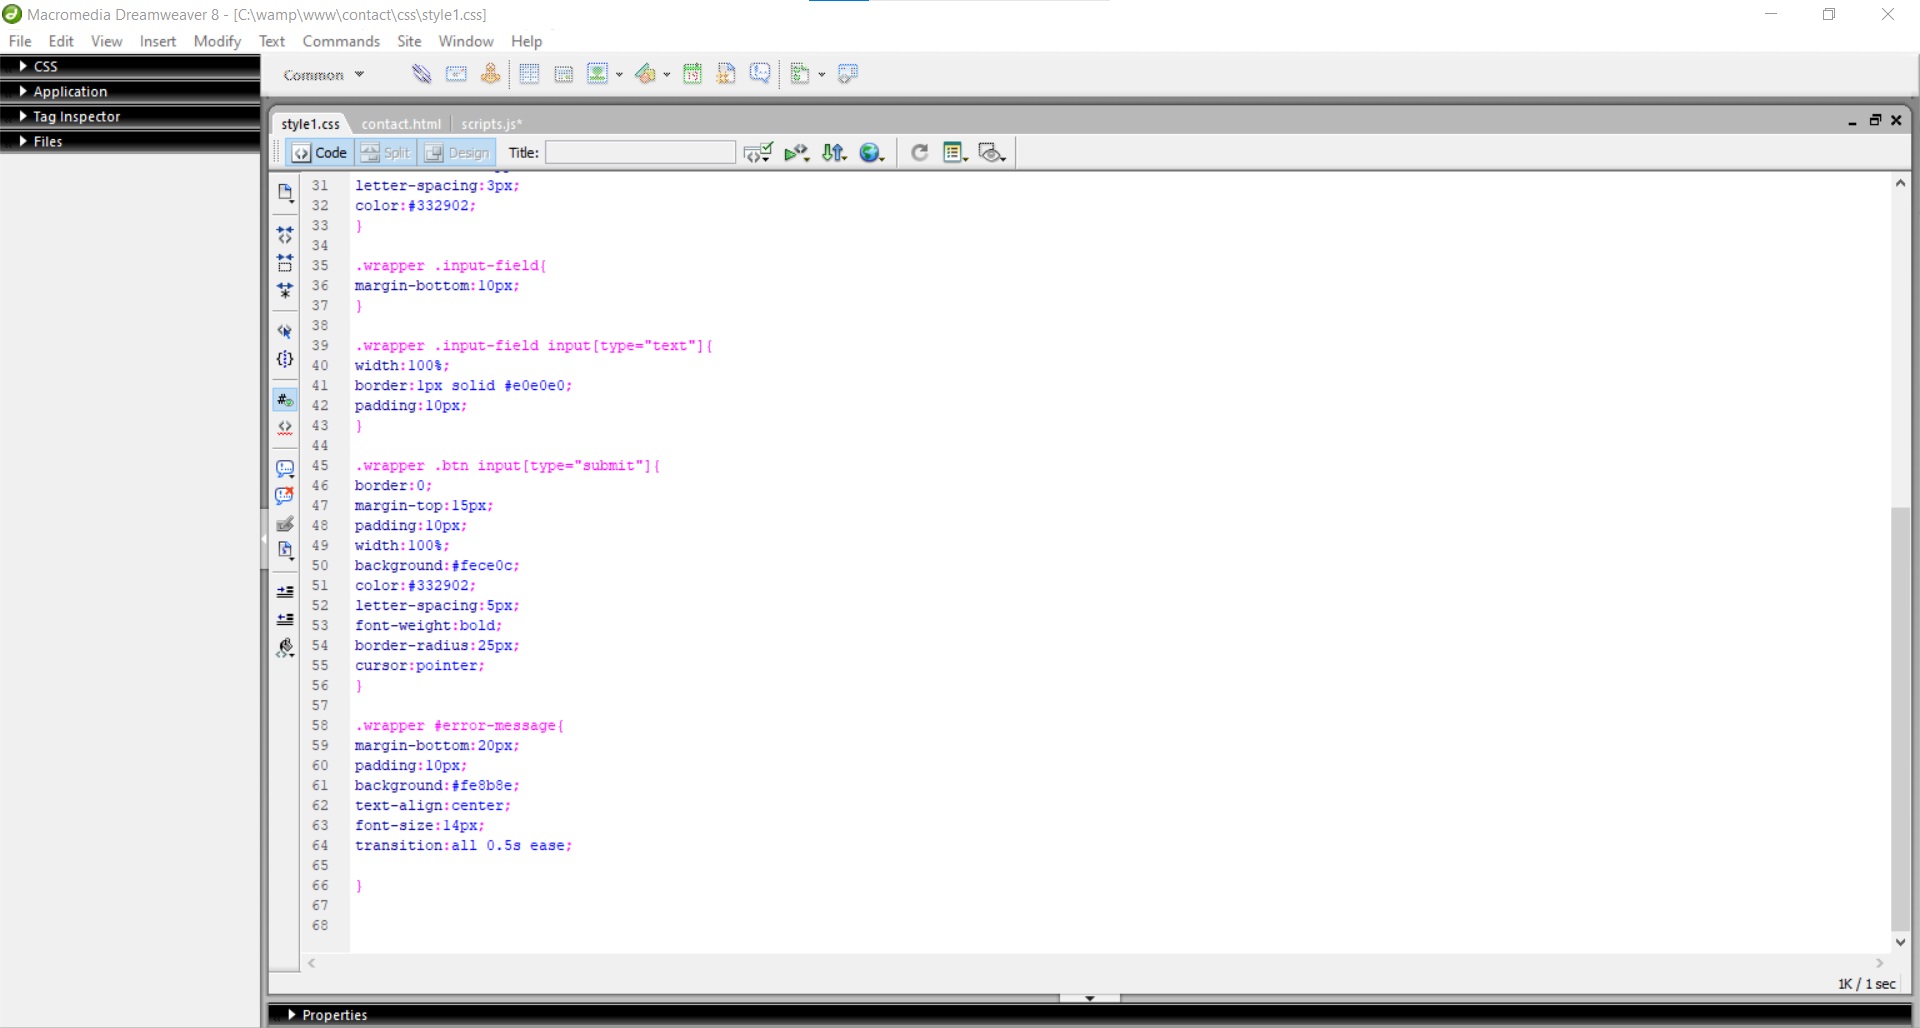 Macromedia Dreamweaver 8 - [C:\wamp\www\contact\css\style1.css]
File Edit View Insert Modify Text Commands Site Window Help
CSS
Application
Tag Inspector
Files
Common
style1.css contact.html scripts.js*
Code Split Design Title:
31 letter-spacing:3px;
32 color:#332902;
33 }
34
35 .wrapper .input-field{
36 margin-bottom:10px;
37 }
38
39 .wrapper .input-field input[type="text"]{
40 width:100%;
41 border:1px solid #e0e0e0;
42 padding:10px;
43 }
44
45 .wrapper .btn input[type="submit"]{
46 border:0;
47 margin-top:15px;
48 padding:10px;
49 width:100%;
50 background:#fece0c;
51 color:#332902;
52 letter-spacing:5px;
53 font-weight:bold;
54 border-radius:25px;
55 cursor:pointer;
56 }
57
58 .wrapper #error-message{
59 margin-bottom:20px;
60 padding:10px;
61 background:#fe8b8e;
62 text-align:center;
63 font-size:14px;
64 transition:all 0.5s ease;
65
66 }
67
68
1K / 1 sec
Properties